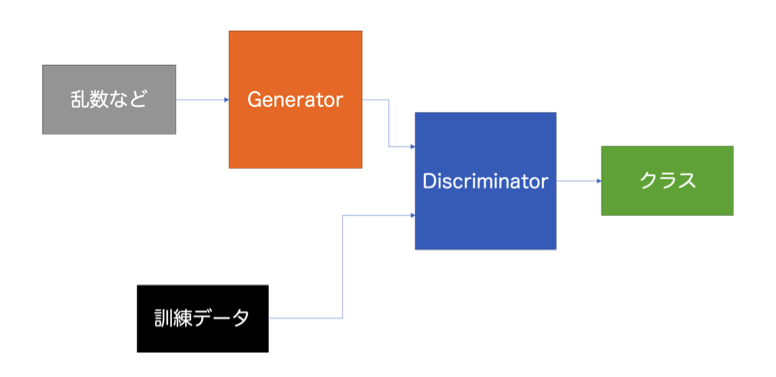 乱数など
Generator
Discriminator
クラス
訓練データ